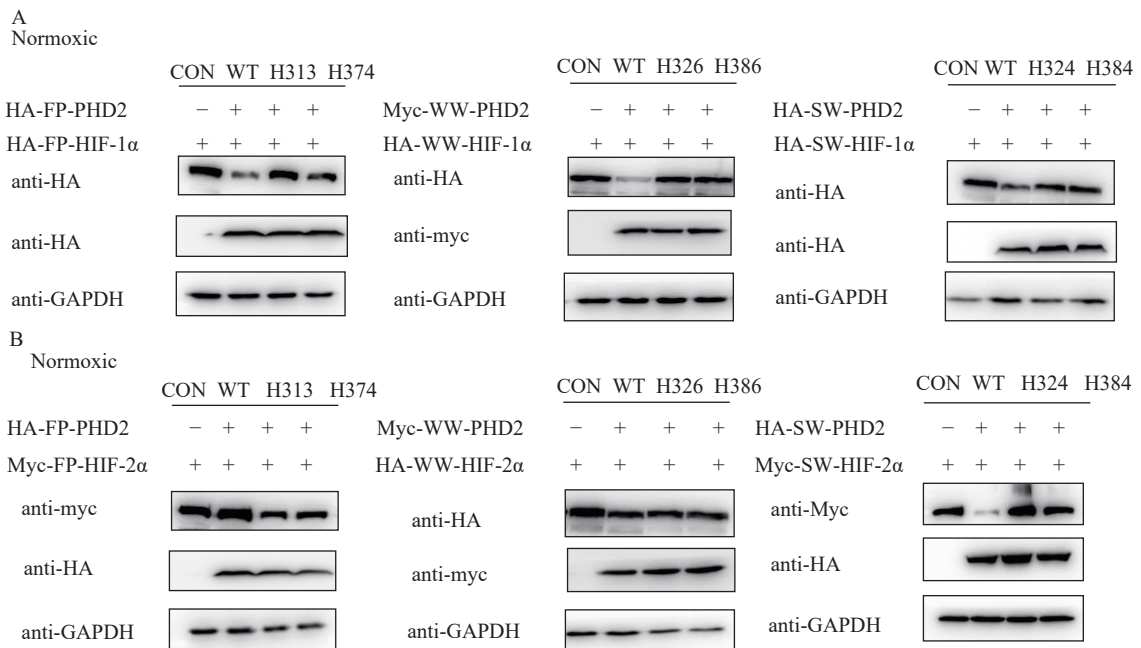 A
Normoxic
CON WT H313 H374
HA-FP-PHD2 − + + +
HA-FP-HIF-1α + + + +
anti-HA
anti-HA
anti-GAPDH
CON WT H326 H386
Myc-WW-PHD2 − + + +
HA-WW-HIF-1α + + + +
anti-HA
anti-myc
anti-GAPDH
CON WT H324 H384
HA-SW-PHD2 − + + +
HA-SW-HIF-1α + + + +
anti-HA
anti-HA
anti-GAPDH
B
Normoxic
CON WT H313 H374
HA-FP-PHD2 − + + +
Myc-FP-HIF-2α + + + +
anti-myc
anti-HA
anti-GAPDH
CON WT H326 H386
Myc-WW-PHD2 − + + +
HA-WW-HIF-2α + + + +
anti-HA
anti-myc
anti-GAPDH
CON WT H324 H384
HA-SW-PHD2 − + + +
Myc-SW-HIF-2α + + + +
anti-Myc
anti-HA
anti-GAPDH